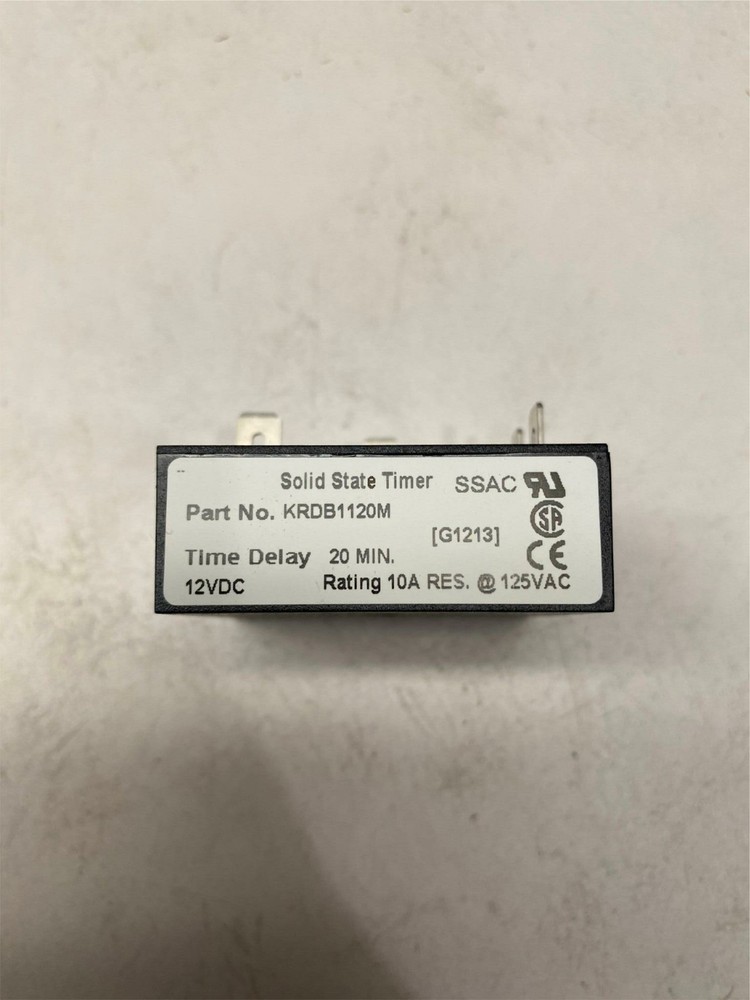 Solid State Timer SSAC
Part No. KRDB1120M
[G1213]
Time Delay 20 MIN.
12VDC Rating 10A RES. @ 125VAC